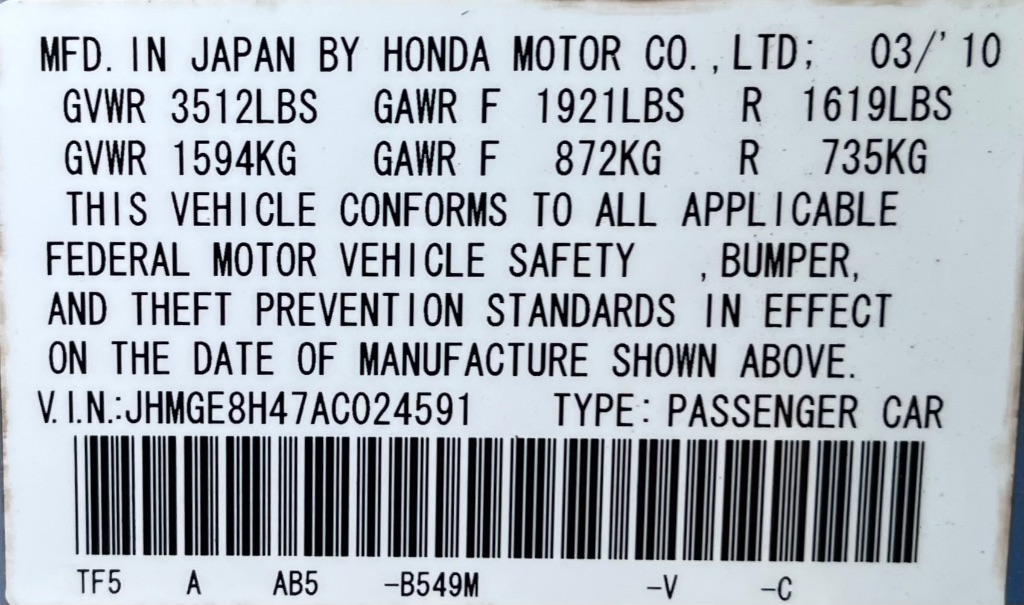 MFD. IN JAPAN BY HONDA MOTOR CO., LTD; 03/'10
GVWR 3512LBS GAWR F 1921LBS R 1619LBS
GVWR 1594KG GAWR F 872KG R 735KG
THIS VEHICLE CONFORMS TO ALL APPLICABLE
FEDERAL MOTOR VEHICLE SAFETY , BUMPER,
AND THEFT PREVENTION STANDARDS IN EFFECT
ON THE DATE OF MANUFACTURE SHOWN ABOVE.
V.I.N.:JHMGE8H47AC024591 TYPE: PASSENGER CAR
TF5 A AB5 -B549M -V -C